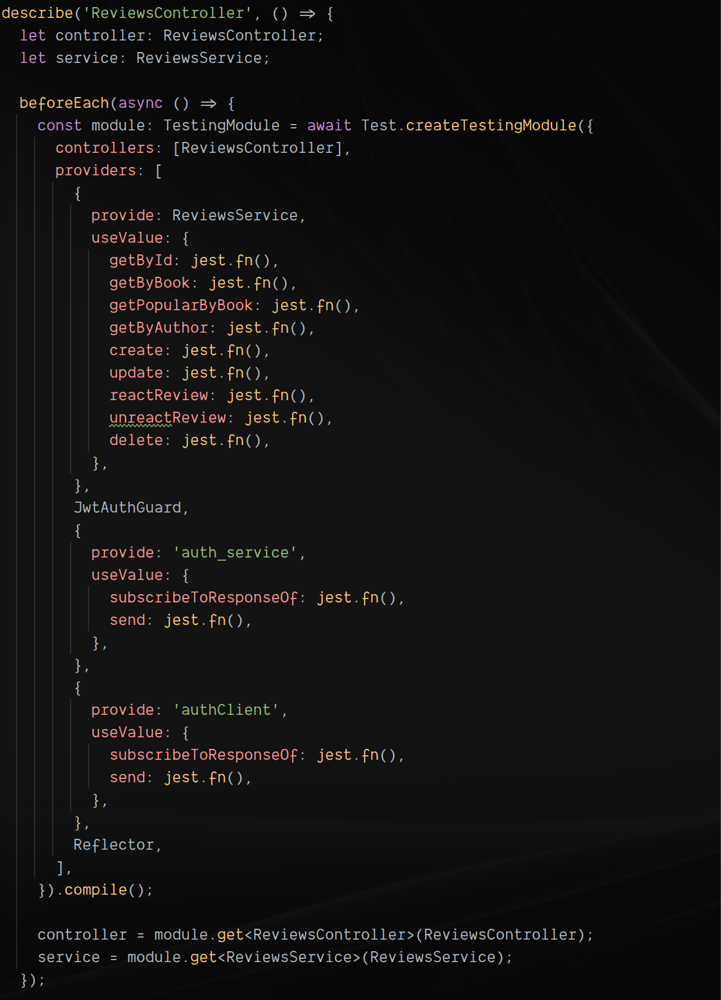 describe('ReviewsController', () => {
  let controller: ReviewsController;
  let service: ReviewsService;

  beforeEach(async () => {
    const module: TestingModule = await Test.createTestingModule({
      controllers: [ReviewsController],
      providers: [
        {
          provide: ReviewsService,
          useValue: {
            getById: jest.fn(),
            getByBook: jest.fn(),
            getPopularByBook: jest.fn(),
            getByAuthor: jest.fn(),
            create: jest.fn(),
            update: jest.fn(),
            reactReview: jest.fn(),
            unreactReview: jest.fn(),
            delete: jest.fn(),
          },
        },
        JwtAuthGuard,
        {
          provide: 'auth_service',
          useValue: {
            subscribeToResponseOf: jest.fn(),
            send: jest.fn(),
          },
        },
        {
          provide: 'authClient',
          useValue: {
            subscribeToResponseOf: jest.fn(),
            send: jest.fn(),
          },
        },
        Reflector,
      ],
    }).compile();

    controller = module.get<ReviewsController>(ReviewsController);
    service = module.get<ReviewsService>(ReviewsService);
  });